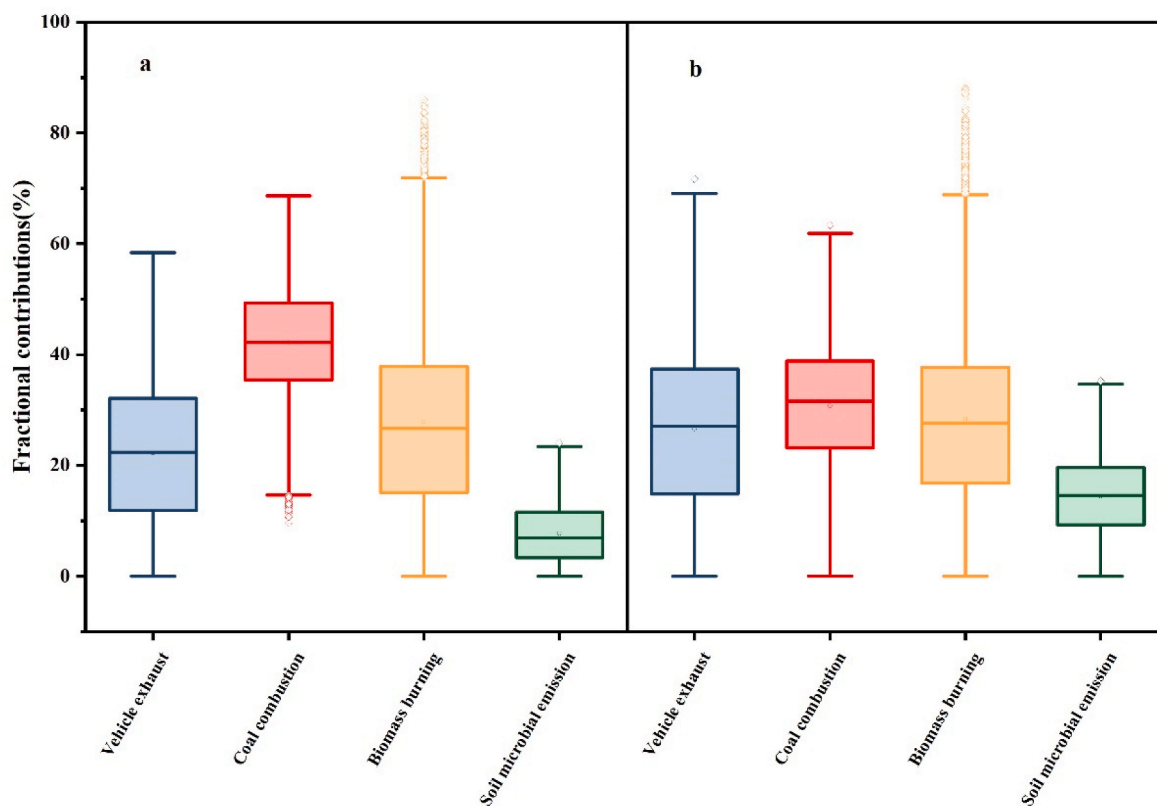 a
b
Fractional contributions(%)
100
80
60
40
20
0
Vehicle exhaust
Coal combustion
Biomass burning
Soil microbial emission
Vehicle exhaust
Coal combustion
Biomass burning
Soil microbial emission